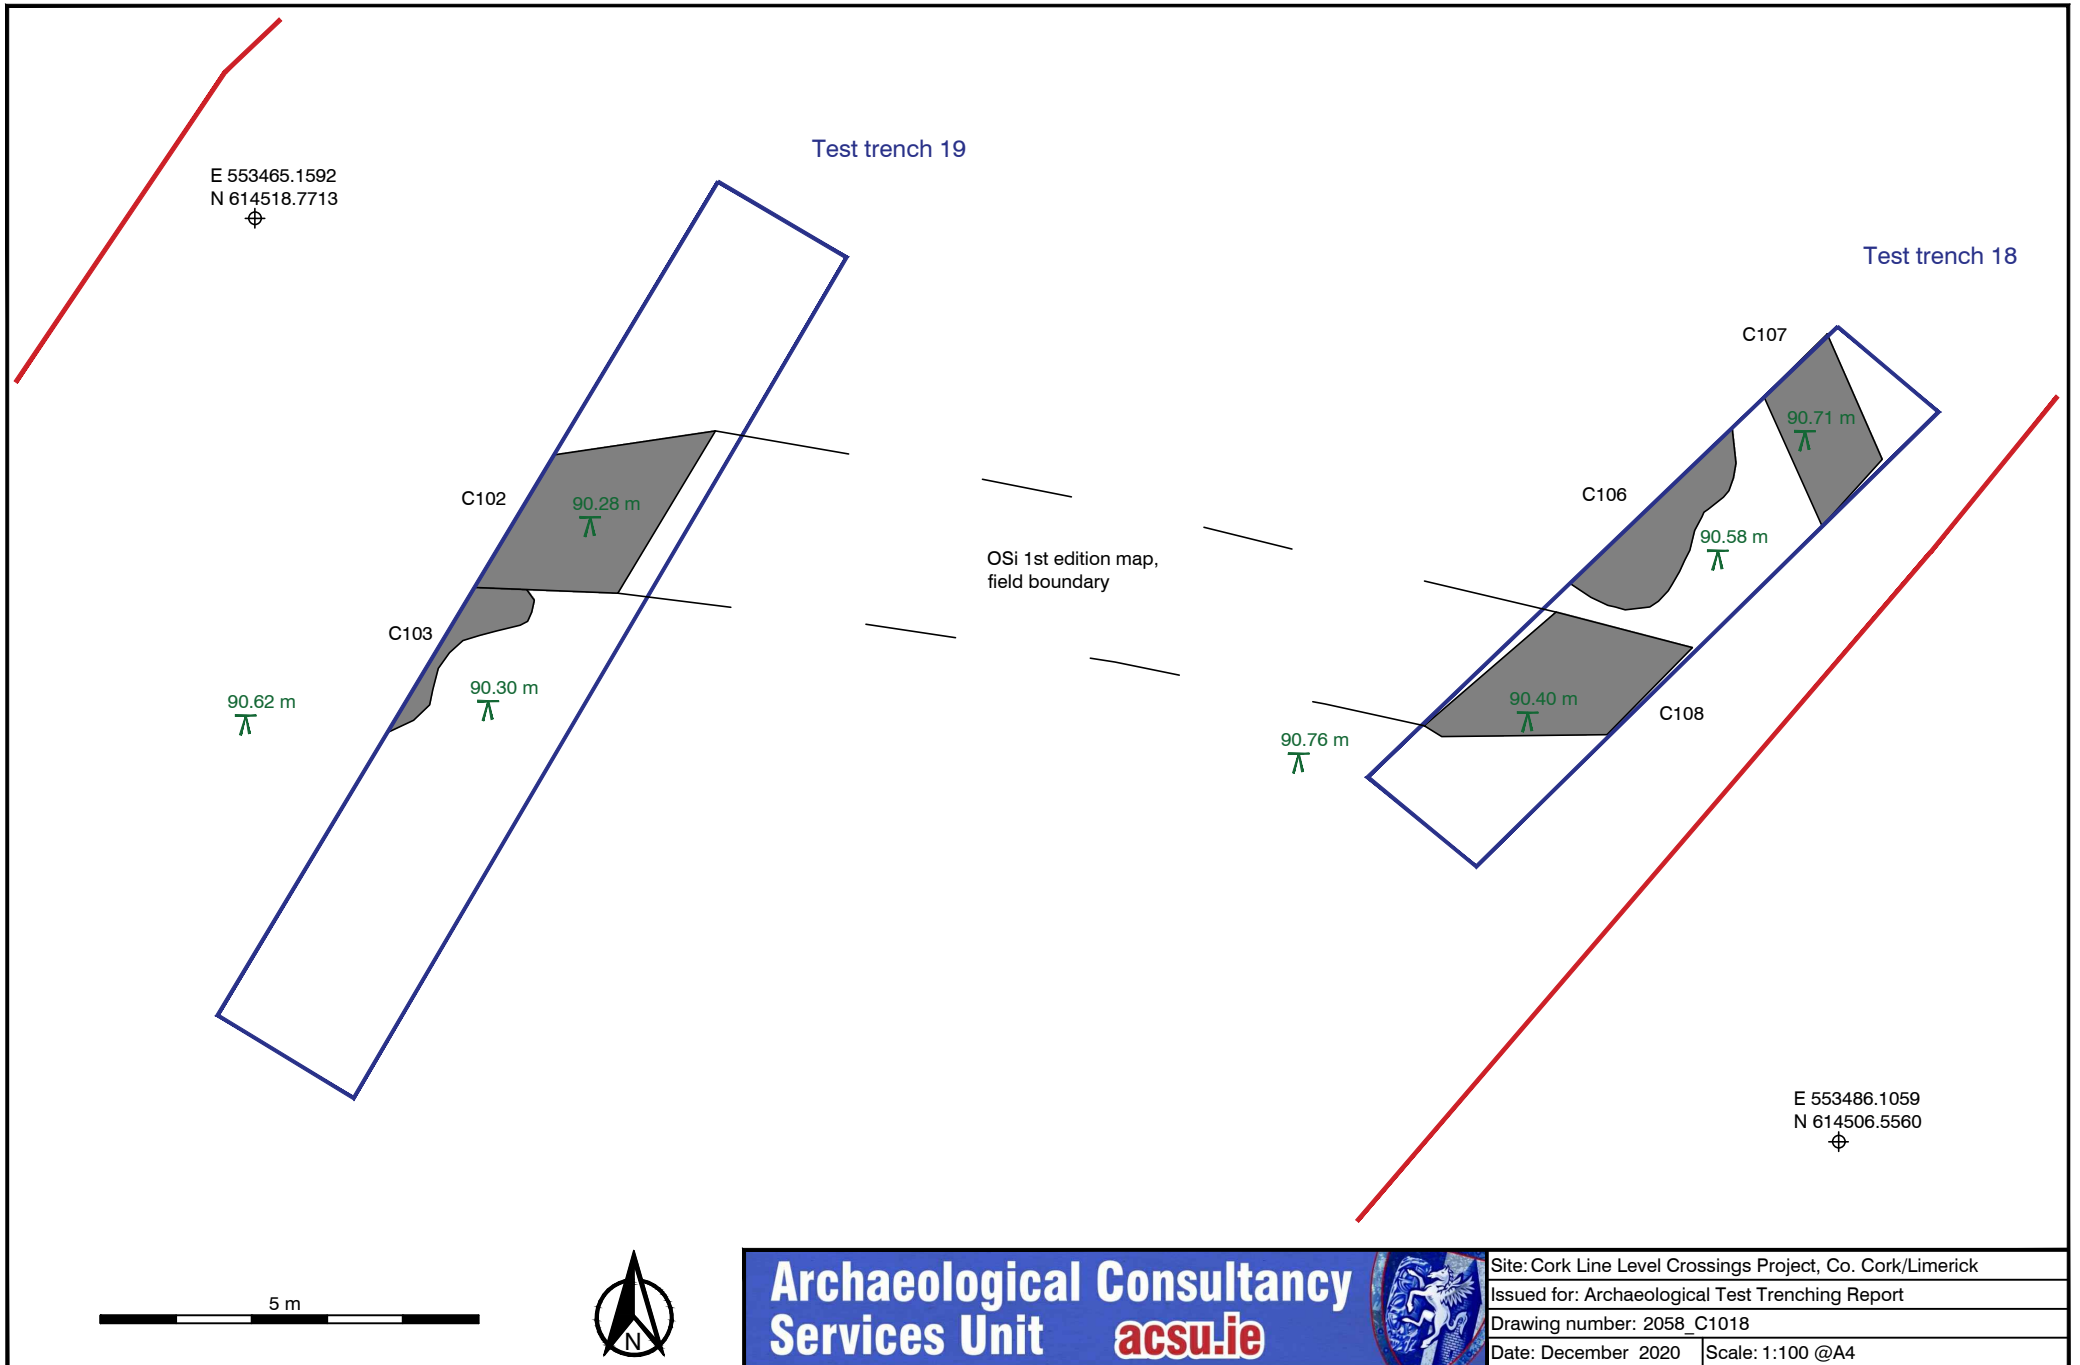 Test trench 19
E 553465.1592
N 614518.7713
Test trench 18
C107
90.71 m
C102
90.28 m
C106
90.58 m
OSi 1st edition map,
field boundary
C103
90.62 m
90.30 m
90.40 m
C108
90.76 m
E 553486.1059
N 614506.5560
5 m
N
Archaeological Consultancy
Services Unit acsu.ie
Site: Cork Line Level Crossings Project, Co. Cork/Limerick
Issued for: Archaeological Test Trenching Report
Drawing number: 2058_C1018
Date: December 2020 Scale: 1:100 @A4